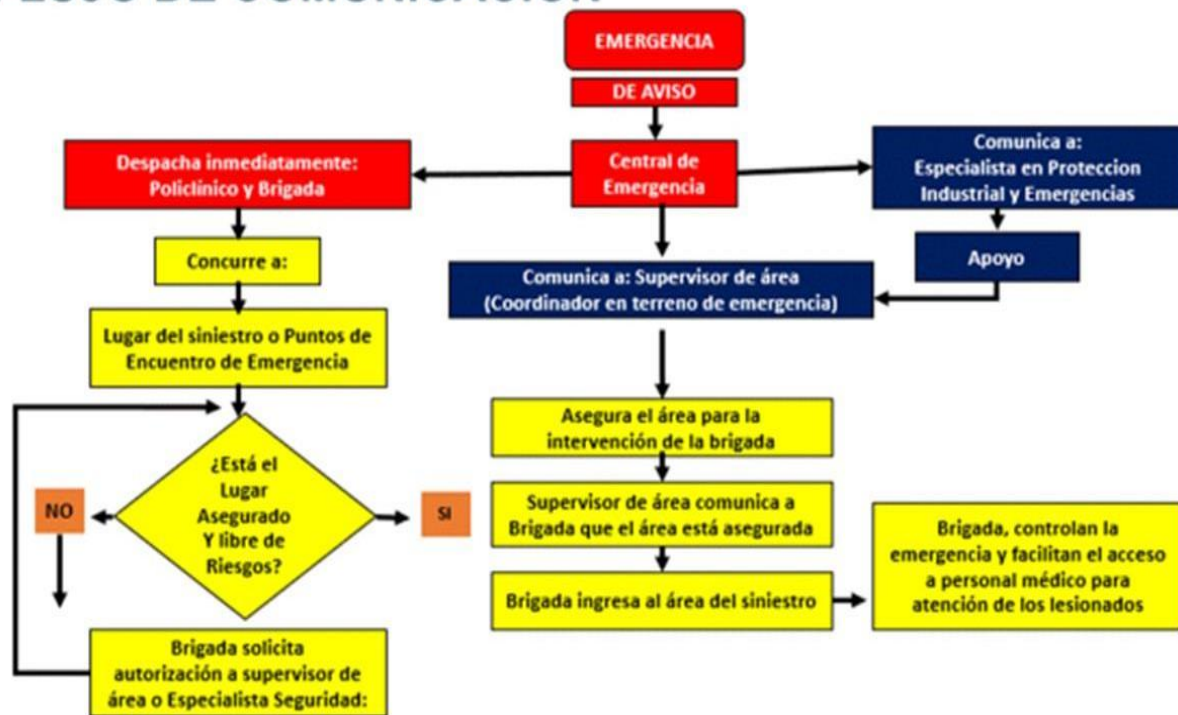 EMERGENCIA
DE AVISO
Despacha inmediatamente:
Policlínico y Brigada
Central de
Emergencia
Comunica a:
Especialista en Proteccion
Industrial y Emergencias
Concurre a:
Apoyo
Comunica a: Supervisor de área
(Coordinador en terreno de emergencia)
Lugar del siniestro o Puntos de
Encuentro de Emergencia
¿Está el
Lugar
Asegurado
Y libre de
Riesgos?
NO
SI
Brigada solicita
autorización a supervisor de
área o Especialista Seguridad:
Asegura el área para la
intervención de la brigada
Supervisor de área comunica a
Brigada que el área está asegurada
Brigada ingresa al área del siniestro
Brigada, controlan la
emergencia y facilitan el acceso
a personal médico para
atención de los lesionados